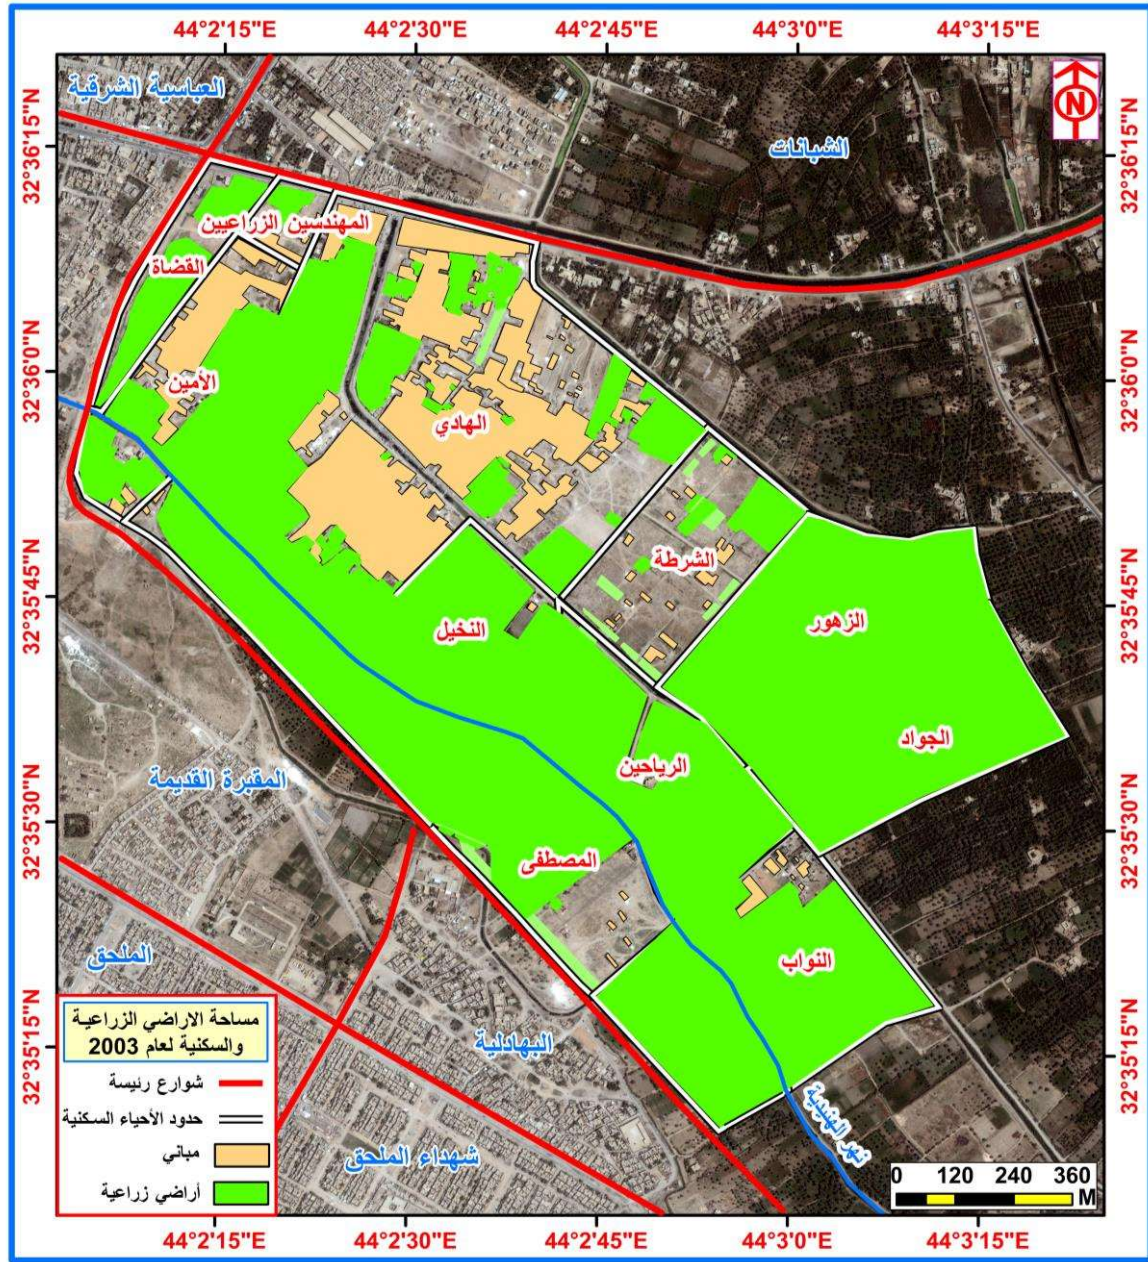 44°2'15"E
44°2'30"E
44°2'45"E
44°3'0"E
44°3'15"E
32°36'15"N
32°36'0"N
32°35'45"N
32°35'30"N
32°35'15"N
32°36'15"N
32°36'0"N
32°35'45"N
32°35'30"N
32°35'15"N
N
العباسية الشرقية
الشبانات
المهندسين الزراعيين
القضاة
الأمين
الهادي
الشرطة
الزهور
النخيل
الجواد
الرياحين
المقبرة القديمة
المصطفى
النواب
الملحق
البهادلية
نهر الهنيدية
شهداء الملحق
مساحة الاراضي الزراعية
والسكنية لعام 2003
شوارع رئيسة
حدود الأحياء السكنية
مباني
أراضي زراعية
0 120 240 360
M
44°2'15"E
44°2'30"E
44°2'45"E
44°3'0"E
44°3'15"E